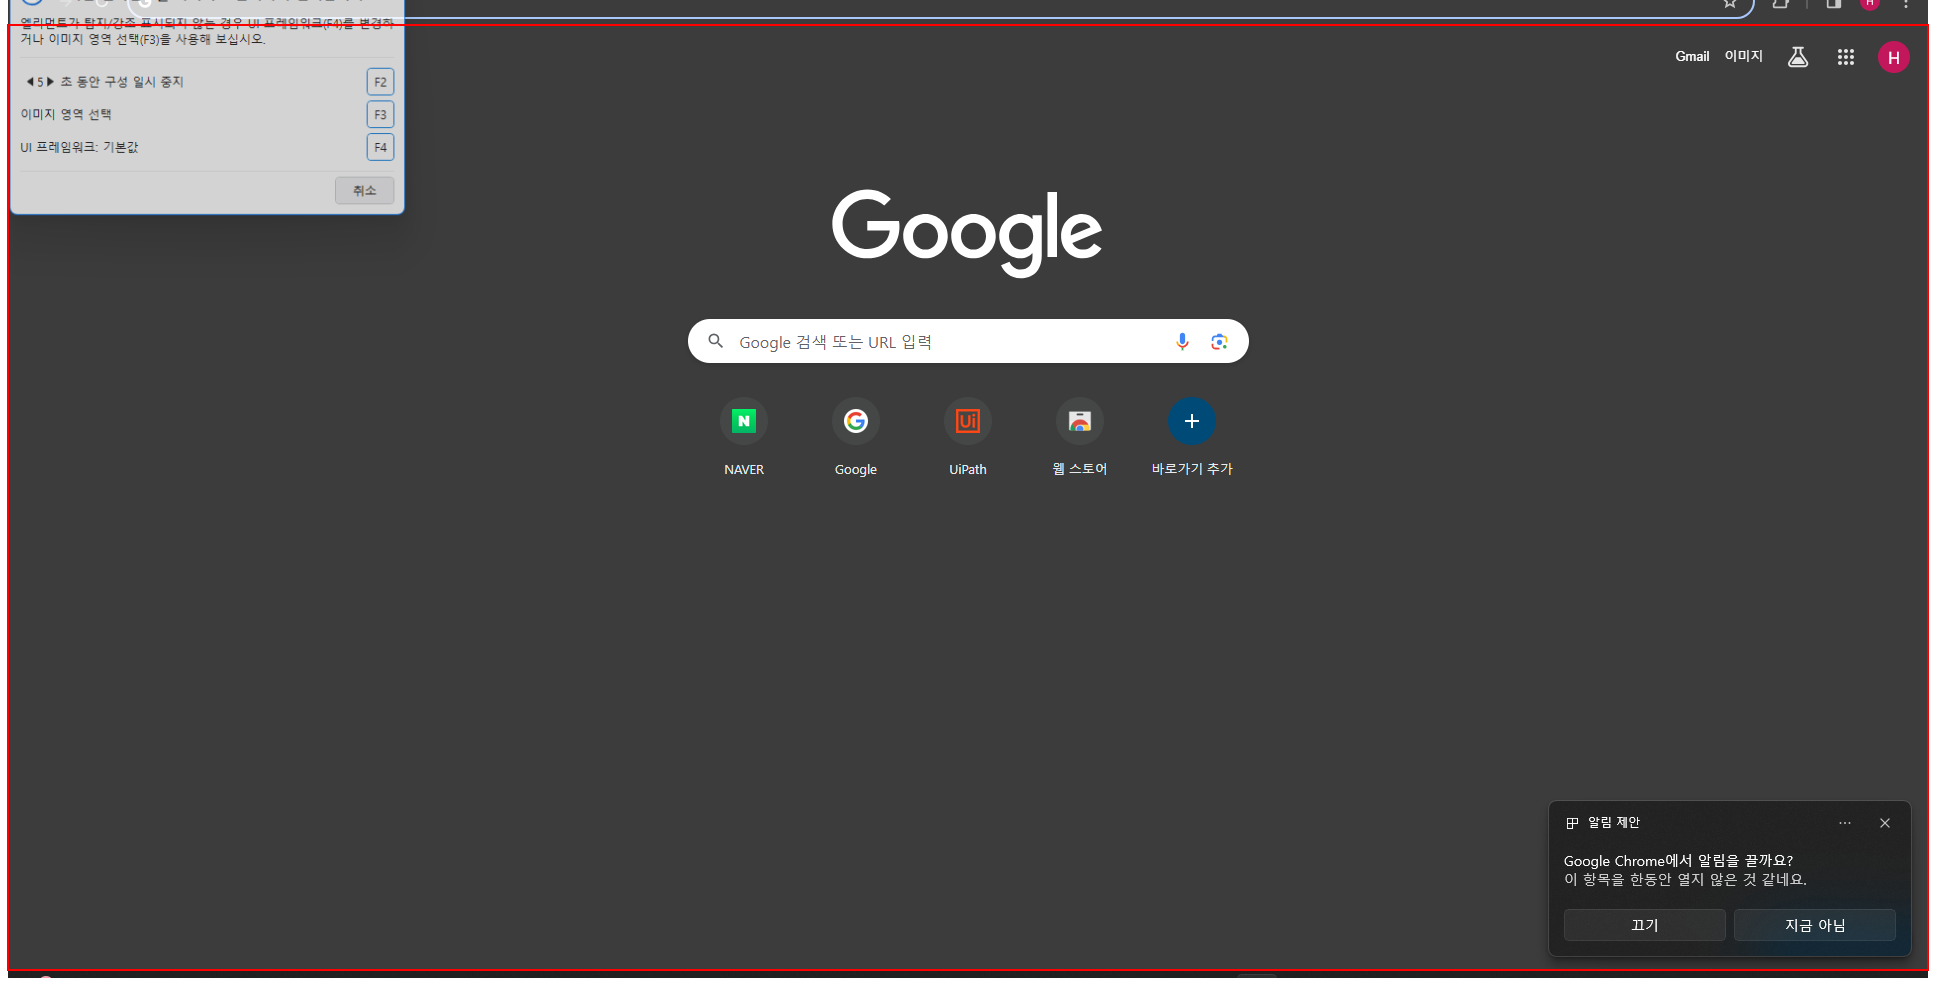 엘리먼트가 탐지/강조 표시되지 않는 경우 UI 프레임워크(F4)를 변경하
거나 이미지 영역 선택(F3)을 사용해 보십시오.
5 초 동안 구성 일시 중지
F2
이미지 영역 선택
F3
UI 프레임워크: 기본값
F4
취소
Gmail 이미지
H
Google
Google 검색 또는 URL 입력
N
Ui
NAVER
Google
UiPath
웹 스토어
바로가기 추가
알림 제안
Google Chrome에서 알림을 끌까요?
이 항목을 한동안 열지 않은 것 같네요.
끄기
지금 아님